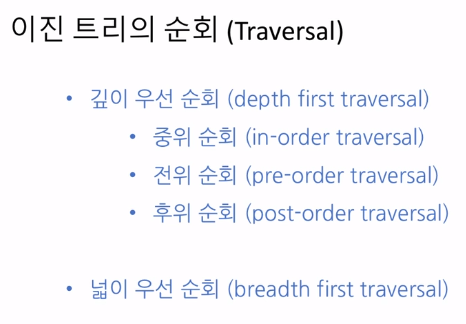 이진 트리의 순회 (Traversal)
• 깊이 우선 순회 (depth first traversal)
• 중위 순회 (in-order traversal)
• 전위 순회 (pre-order traversal)
• 후위 순회 (post-order traversal)
• 넓이 우선 순회 (breadth first traversal)